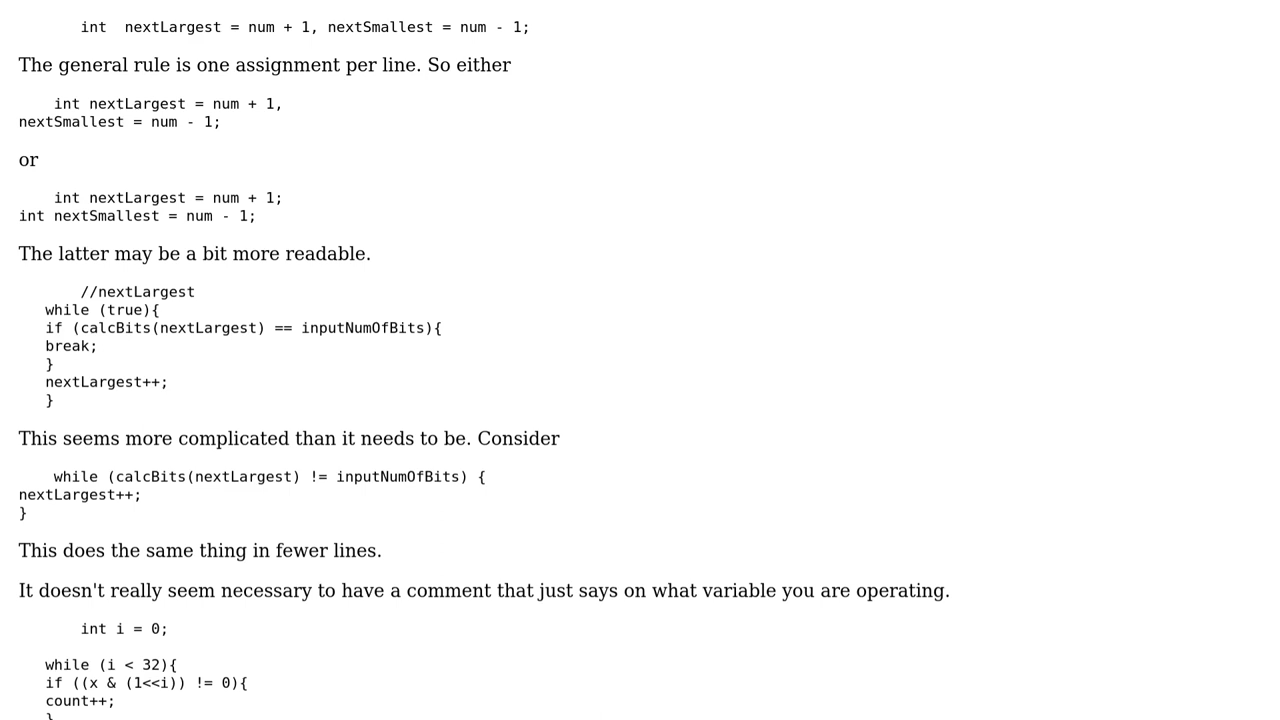 int  nextLargest = num + 1, nextSmallest = num - 1;
The general rule is one assignment per line. So either
int nextLargest = num + 1,
nextSmallest = num - 1;
or
int nextLargest = num + 1;
int nextSmallest = num - 1;
The latter may be a bit more readable.
//nextLargest
while (true){
if (calcBits(nextLargest) == inputNumOfBits){
break;
}
nextLargest++;
}
This seems more complicated than it needs to be. Consider
while (calcBits(nextLargest) != inputNumOfBits) {
nextLargest++;
}
This does the same thing in fewer lines.
It doesn't really seem necessary to have a comment that just says on what variable you are operating.
int i = 0;
while (i < 32){
if ((x & (1<<i)) != 0){
count++;
}